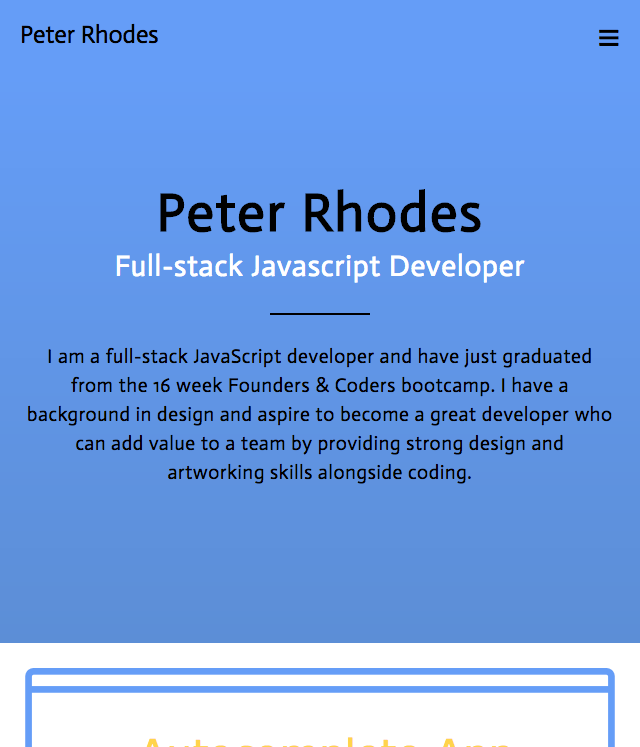 Peter Rhodes
Peter Rhodes
Full-stack Javascript Developer
I am a full-stack JavaScript developer and have just graduated
from the 16 week Founders & Coders bootcamp. I have a
background in design and aspire to become a great developer who
can add value to a team by providing strong design and
artworking skills alongside coding.
Autocomplete App